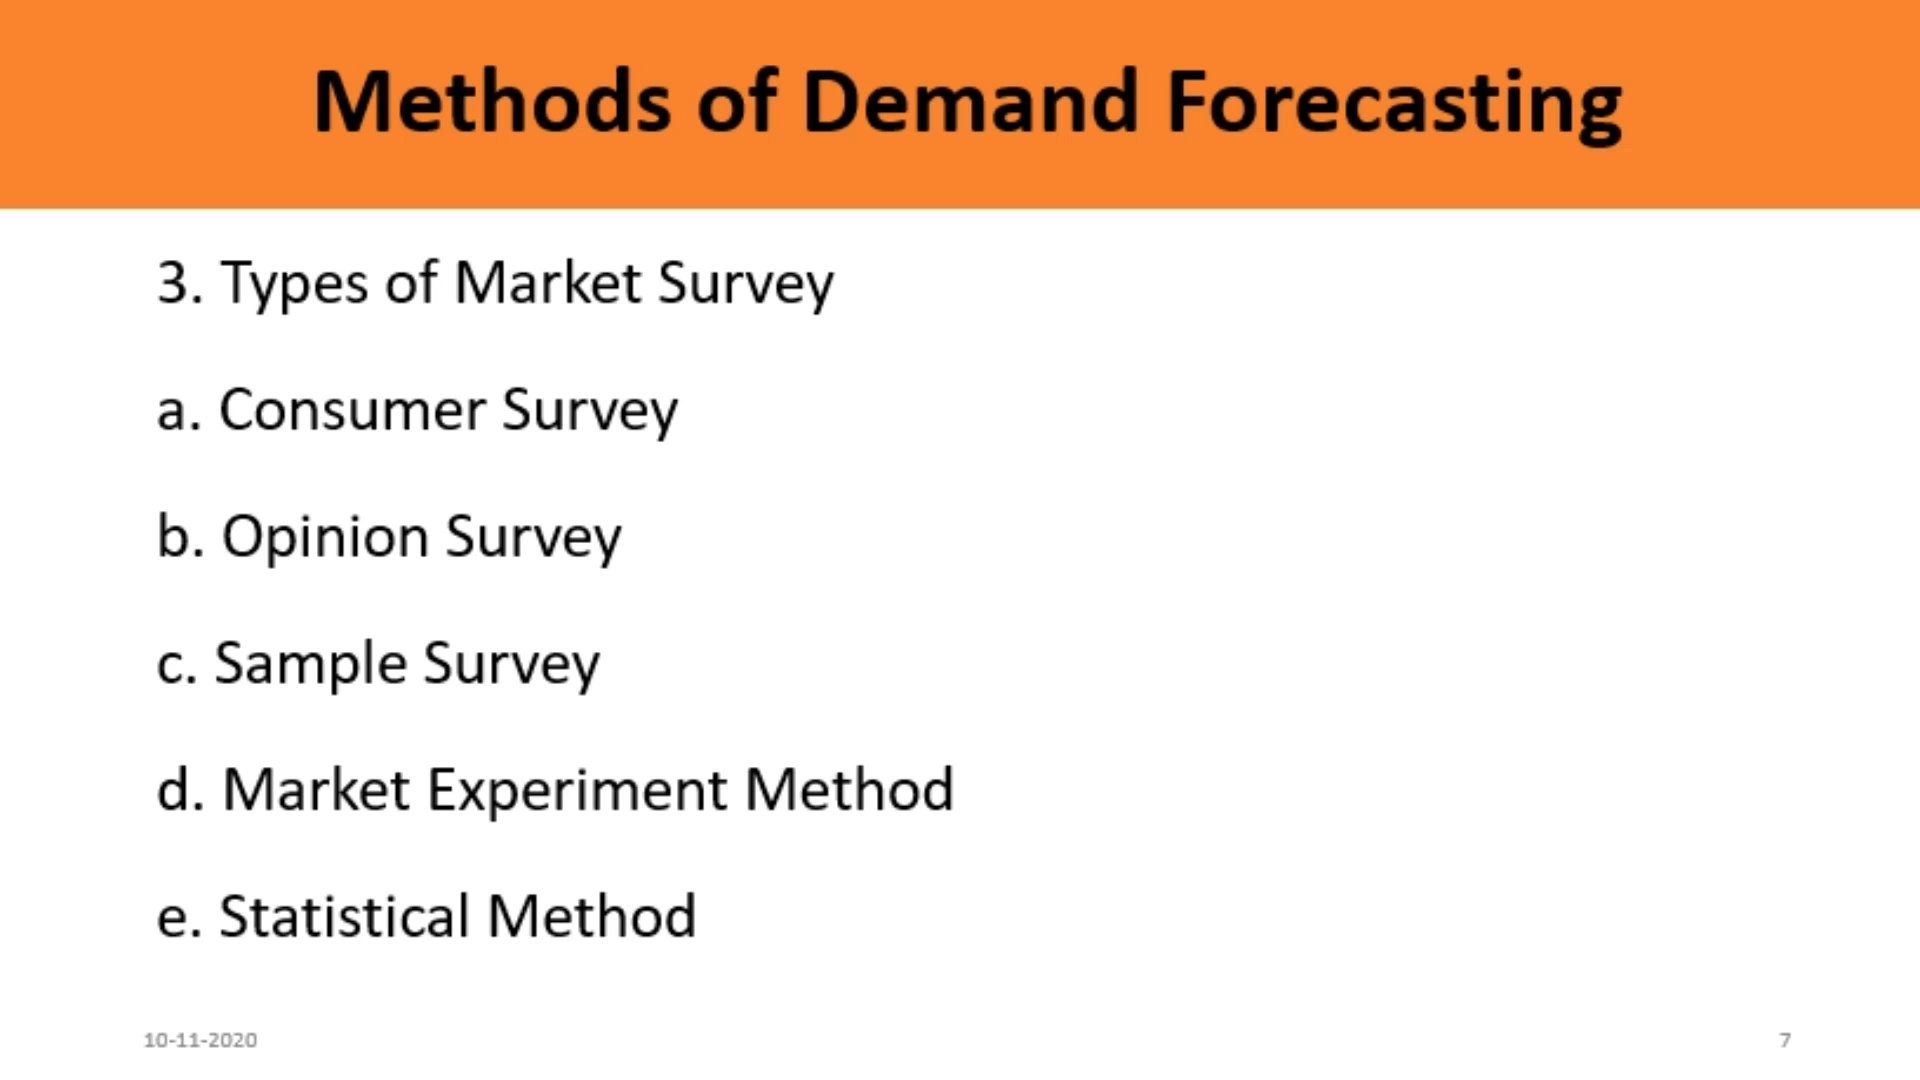 Methods of Demand Forecasting
3. Types of Market Survey
a. Consumer Survey
b. Opinion Survey
c. Sample Survey
d. Market Experiment Method
e. Statistical Method
10-11-2020
7